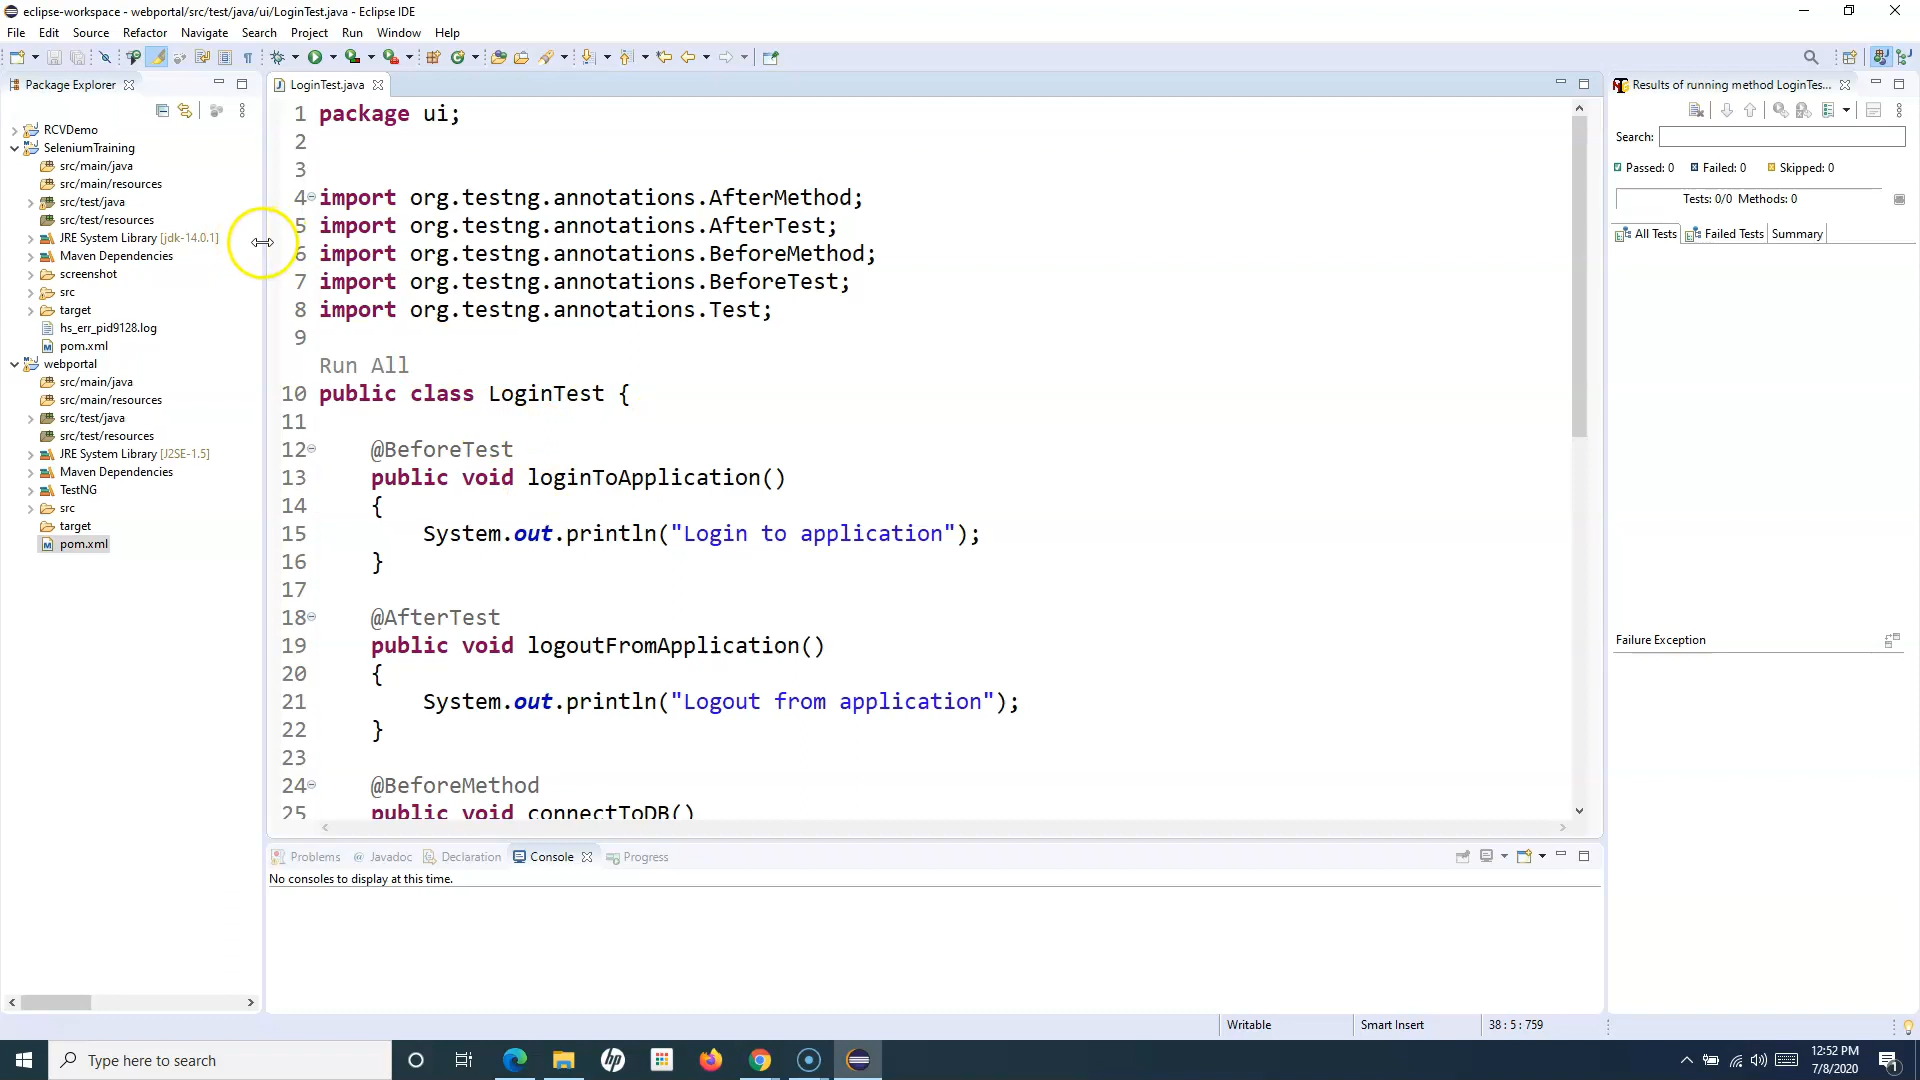 eclipse-workspace - webportal/src/test/java/ui/LoginTest.java - Eclipse IDE
File Edit Source Refactor Navigate Search Project Run Window Help
Package Explorer
RCVDemo
SeleniumTraining
src/main/java
src/main/resources
src/test/java
src/test/resources
JRE System Library [jdk-14.0.1]
Maven Dependencies
screenshot
src
target
hs_err_pid9128.log
pom.xml
webportal
src/main/java
src/main/resources
src/test/java
src/test/resources
JRE System Library [J2SE-1.5]
Maven Dependencies
TestNG
src
target
pom.xml
LoginTest.java
1 package ui;
2
3
4 import org.testng.annotations.AfterMethod;
5 import org.testng.annotations.AfterTest;
6 import org.testng.annotations.BeforeMethod;
7 import org.testng.annotations.BeforeTest;
8 import org.testng.annotations.Test;
9
Run All
10 public class LoginTest {
11
12 @BeforeTest
13 public void loginToApplication()
14 {
15 System.out.println("Login to application");
16 }
17
18 @AfterTest
19 public void logoutFromApplication()
20 {
21 System.out.println("Logout from application");
22 }
23
24 @BeforeMethod
25 public void connectToDB()
Problems @ Javadoc Declaration Console Progress
No consoles to display at this time.
Results of running method LoginTes...
Search:
Passed: 0 Failed: 0 Skipped: 0
Tests: 0/0 Methods: 0
All Tests Failed Tests Summary
Failure Exception
Writable Smart Insert 38 : 5 : 759
Type here to search
hp
12:52 PM
7/8/2020
1